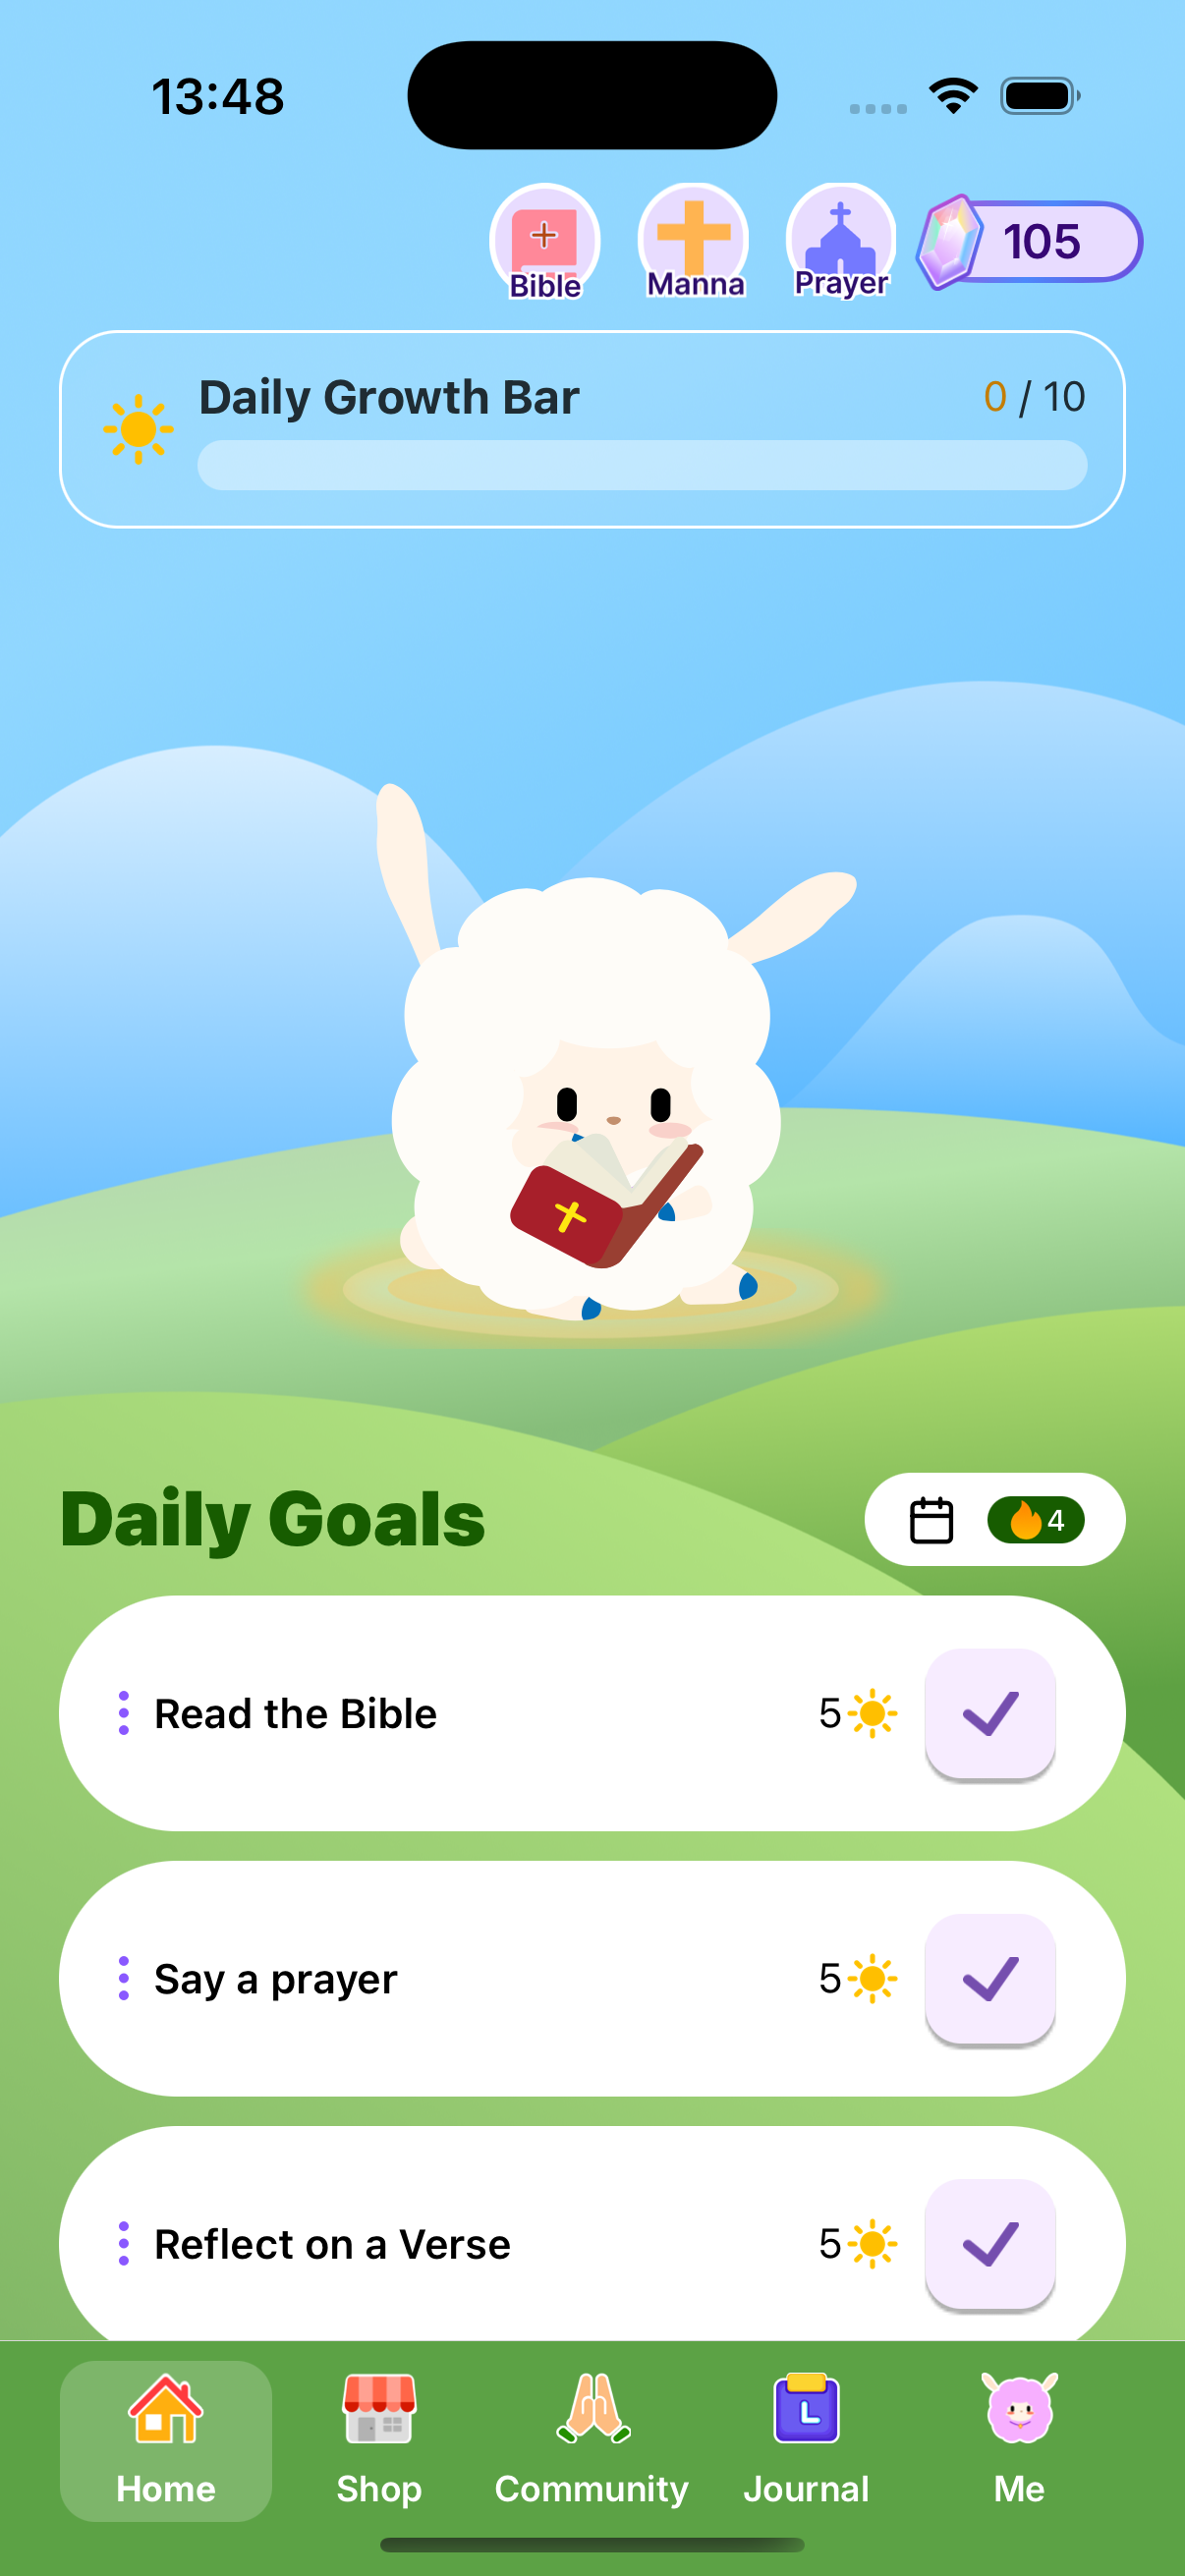 13:48
Bible Manna Prayer 105
Daily Growth Bar 0 / 10
Daily Goals 4
Read the Bible 5
Say a prayer 5
Reflect on a Verse 5
Home Shop Community Journal Me